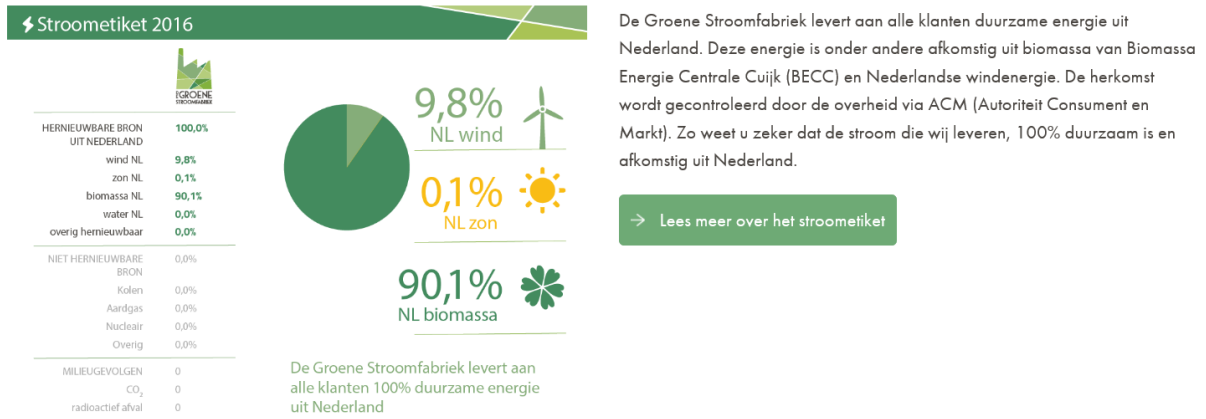 Stroometiket 2016
DE GROENE
STROOMFABRIEK
HERNIEUWBARE BRON 100,0%
UIT NEDERLAND
wind NL 9,8%
zon NL 0,1%
biomassa NL 90,1%
water NL 0,0%
overig hernieuwbaar 0,0%
NIET HERNIEUWBARE 0,0%
BRON
Kolen 0,0%
Aardgas 0,0%
Nucleair 0,0%
Overig 0,0%
MILIEUGEVOLGEN 0
CO2 0
radioactief afval 0
9,8%
NL wind
0,1%
NL zon
90,1%
NL biomassa
De Groene Stroomfabriek levert aan
alle klanten 100% duurzame energie
uit Nederland
De Groene Stroomfabriek levert aan alle klanten duurzame energie uit
Nederland. Deze energie is onder andere afkomstig uit biomassa van Biomassa
Energie Centrale Cuijk (BECC) en Nederlandse windenergie. De herkomst
wordt gecontroleerd door de overheid via ACM (Autoriteit Consument en
Markt). Zo weet u zeker dat de stroom die wij leveren, 100% duurzaam is en
afkomstig uit Nederland.
→ Lees meer over het stroometiket